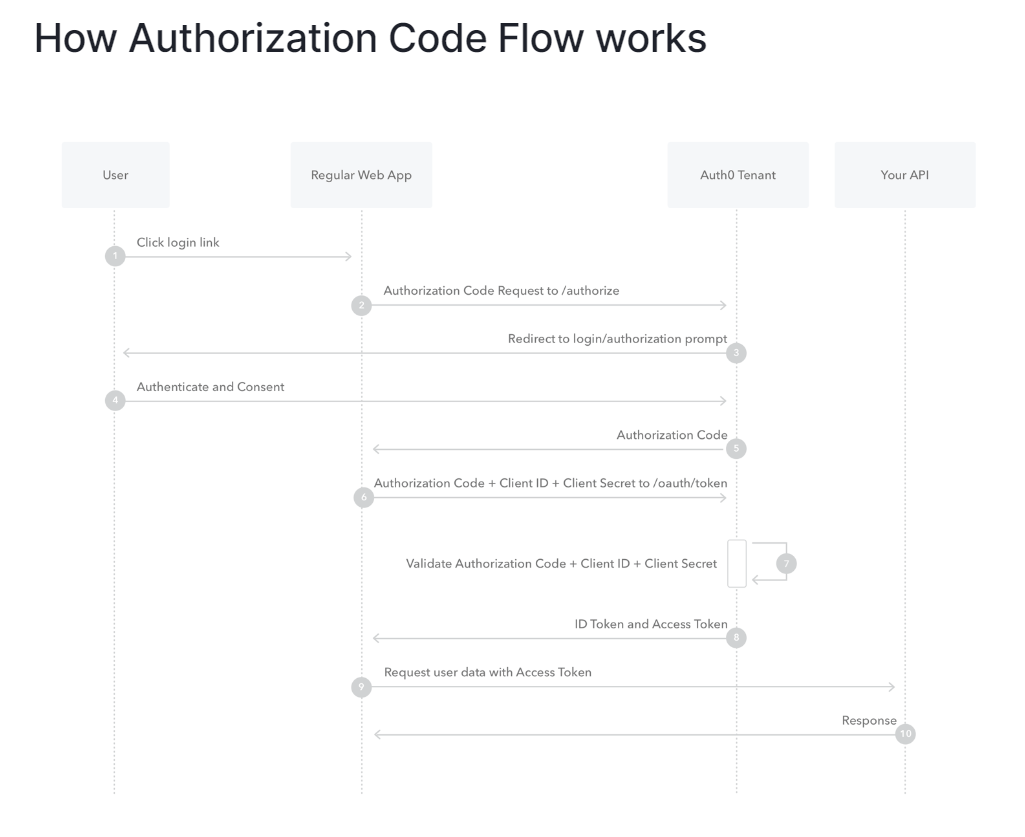 How Authorization Code Flow works
User
Regular Web App
Auth0 Tenant
Your API
Click login link
1
Authorization Code Request to /authorize
2
Redirect to login/authorization prompt
3
Authenticate and Consent
4
Authorization Code
5
Authorization Code + Client ID + Client Secret to /oauth/token
6
Validate Authorization Code + Client ID + Client Secret
7
ID Token and Access Token
8
Request user data with Access Token
9
Response
10